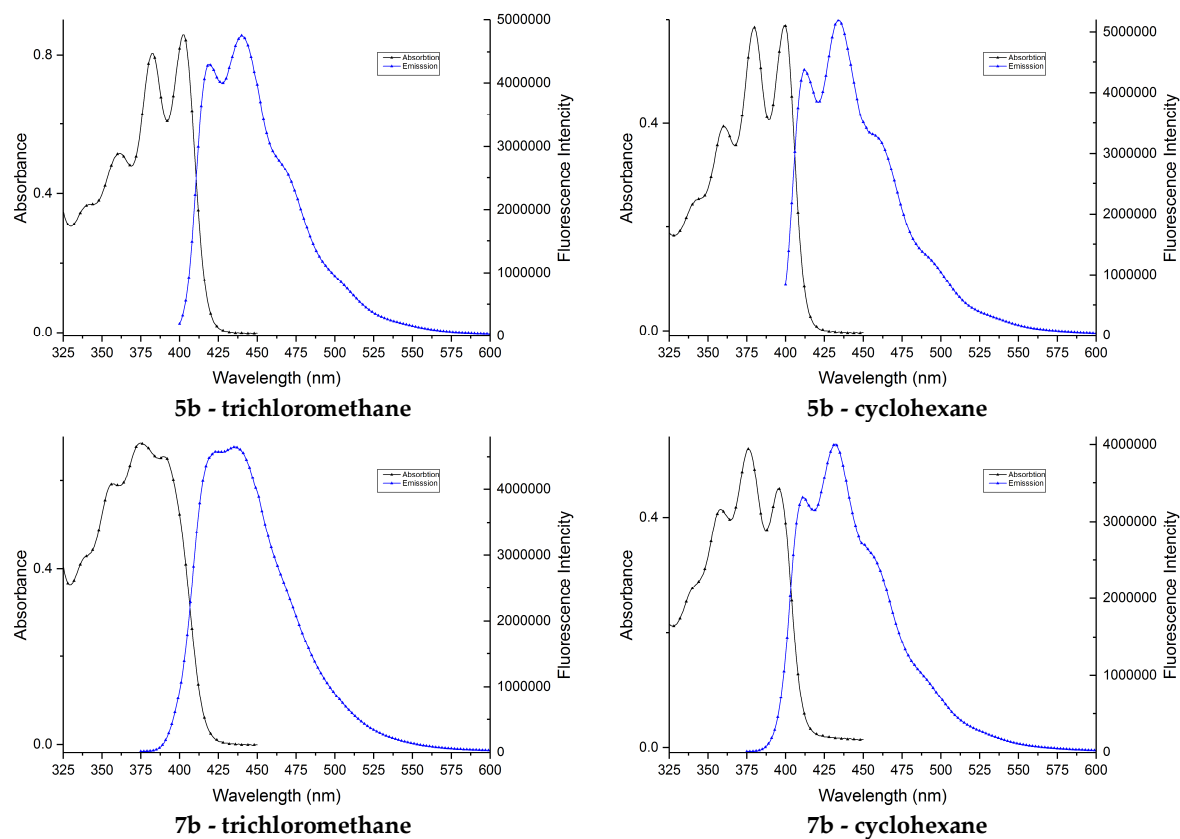 0.8
0.4
0.0
Absorbance
5000000
4000000
3000000
2000000
1000000
0
Fluorescence Intencity
Absorbtion
Emisssion
325 350 375 400 425 450 475 500 525 550 575 600
Wavelength (nm)
5b - trichloromethane
0.4
0.0
Absorbance
5000000
4000000
3000000
2000000
1000000
0
Fluorescence Intencity
Absorbtion
Emisssion
325 350 375 400 425 450 475 500 525 550 575 600
Wavelength (nm)
5b - cyclohexane
0.4
0.0
Absorbance
4000000
3000000
2000000
1000000
0
Fluorescence Intencity
Absorbtion
Emisssion
325 350 375 400 425 450 475 500 525 550 575 600
Wavelength (nm)
7b - trichloromethane
0.4
0.0
Absorbance
4000000
3000000
2000000
1000000
0
Fluorescence Intencity
Absorbtion
Emisssion
325 350 375 400 425 450 475 500 525 550 575 600
Wavelength (nm)
7b - cyclohexane